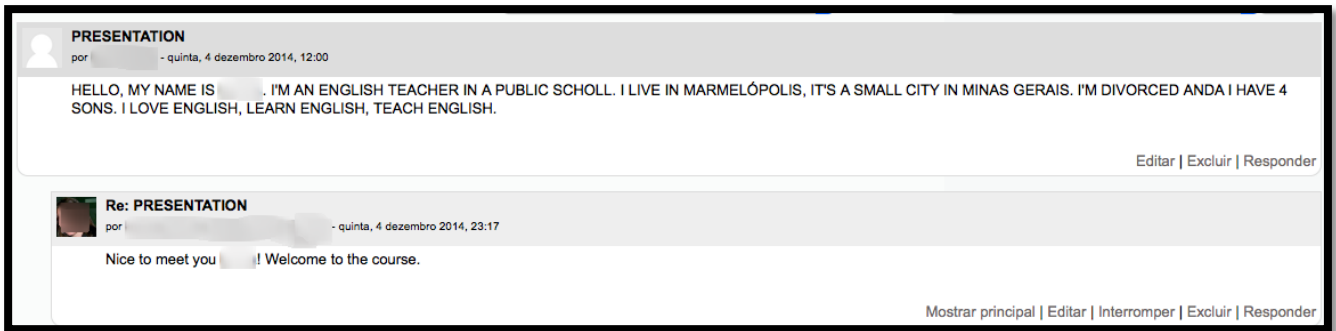 PRESENTATION
por - quinta, 4 dezembro 2014, 12:00
HELLO, MY NAME IS . I'M AN ENGLISH TEACHER IN A PUBLIC SCHOLL. I LIVE IN MARMELÓPOLIS, IT'S A SMALL CITY IN MINAS GERAIS. I'M DIVORCED ANDA I HAVE 4
SONS. I LOVE ENGLISH, LEARN ENGLISH, TEACH ENGLISH.
Editar | Excluir | Responder
Re: PRESENTATION
por - quinta, 4 dezembro 2014, 23:17
Nice to meet you ! Welcome to the course.
Mostrar principal | Editar | Interromper | Excluir | Responder